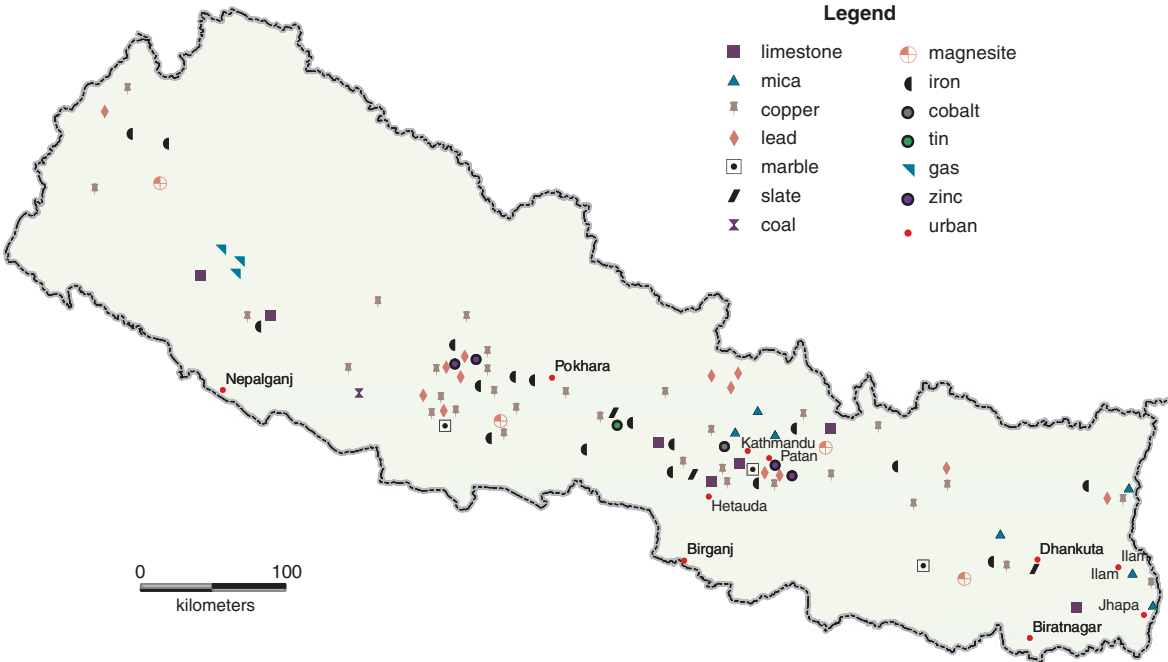 Legend
limestone
mica
copper
lead
marble
slate
coal
magnesite
iron
cobalt
tin
gas
zinc
urban
Nepalganj
Pokhara
Kathmandu
Patan
Hetauda
Birganj
Dhankuta
Ilam
Ilam
Jhapa
Biratnagar
0 100
kilometers